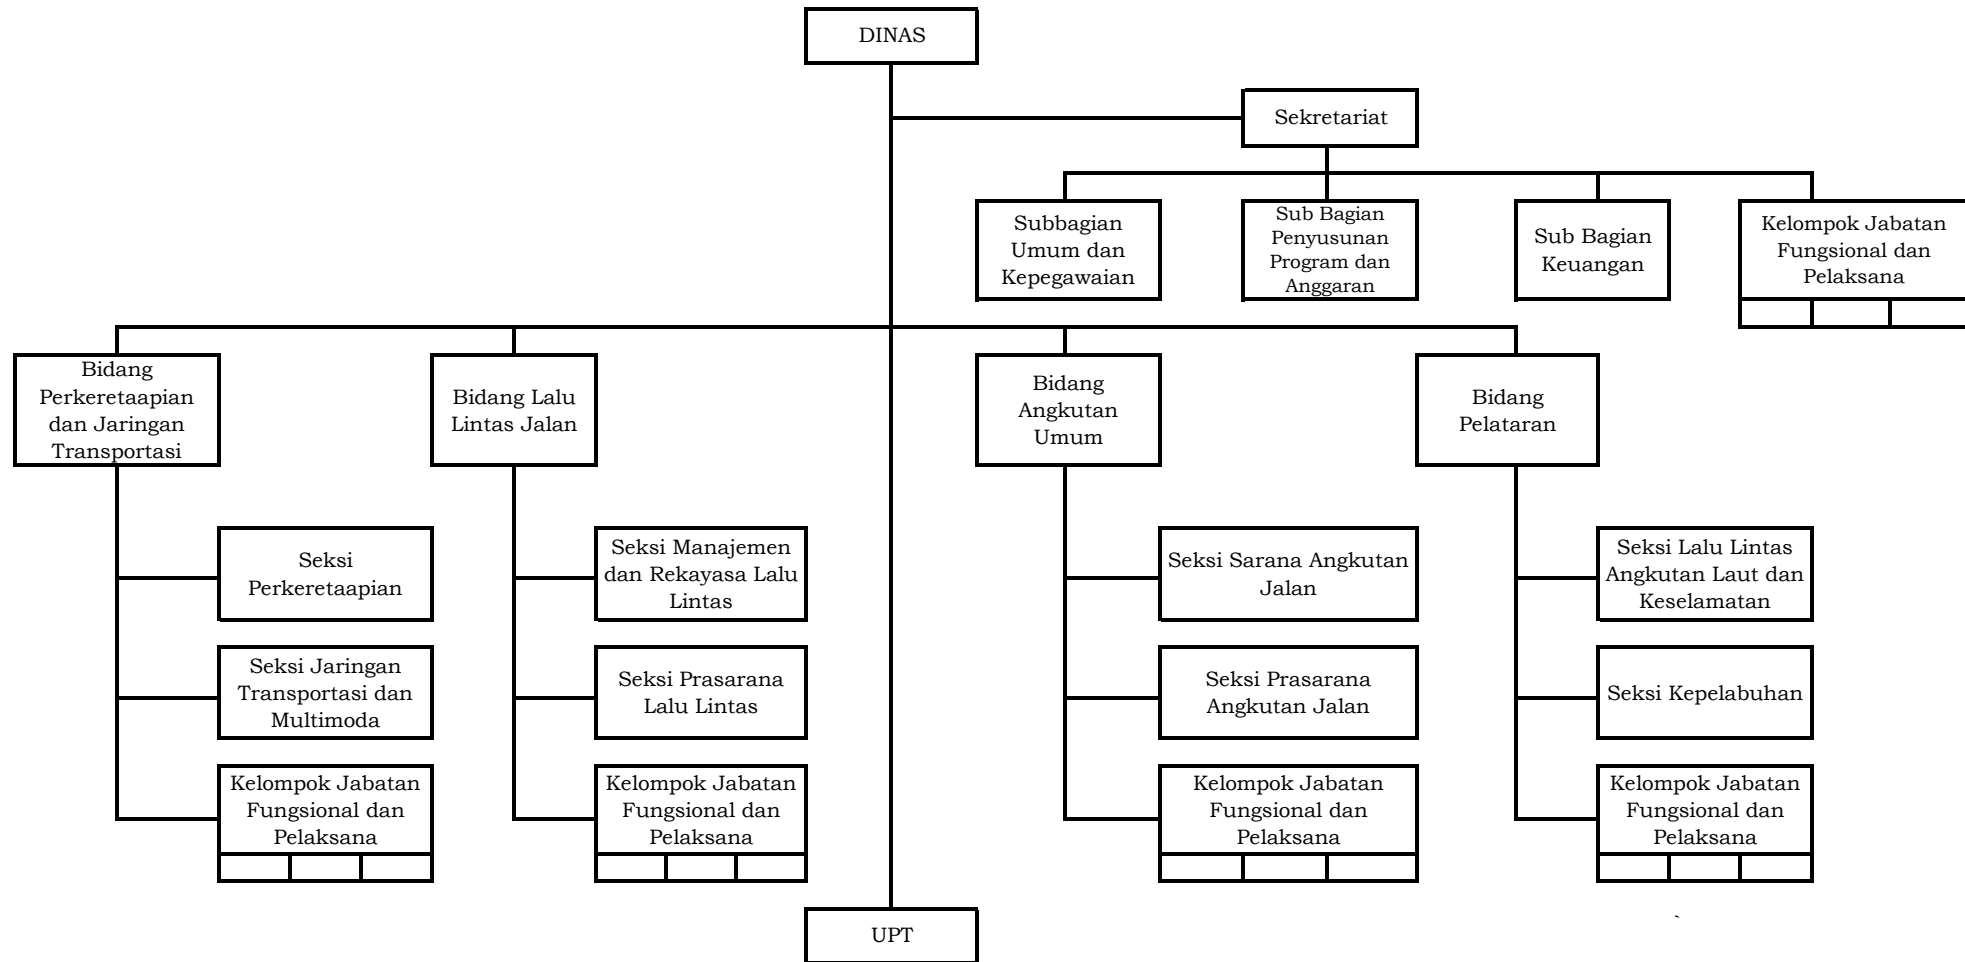 DINAS
Sekretariat
Subbagian
Umum dan
Kepegawaian
Sub Bagian
Penyusunan
Program dan
Anggaran
Sub Bagian
Keuangan
Kelompok Jabatan
Fungsional dan
Pelaksana
Bidang
Perkeretaapian
dan Jaringan
Transportasi
Bidang Lalu
Lintas Jalan
Bidang
Angkutan
Umum
Bidang
Pelataran
Seksi
Perkeretaapian
Seksi Manajemen
dan Rekayasa Lalu
Lintas
Seksi Sarana Angkutan
Jalan
Seksi Lalu Lintas
Angkutan Laut dan
Keselamatan
Seksi Jaringan
Transportasi dan
Multimoda
Seksi Prasarana
Lalu Lintas
Seksi Prasarana
Angkutan Jalan
Seksi Kepelabuhan
Kelompok Jabatan
Fungsional dan
Pelaksana
Kelompok Jabatan
Fungsional dan
Pelaksana
Kelompok Jabatan
Fungsional dan
Pelaksana
Kelompok Jabatan
Fungsional dan
Pelaksana
`
UPT